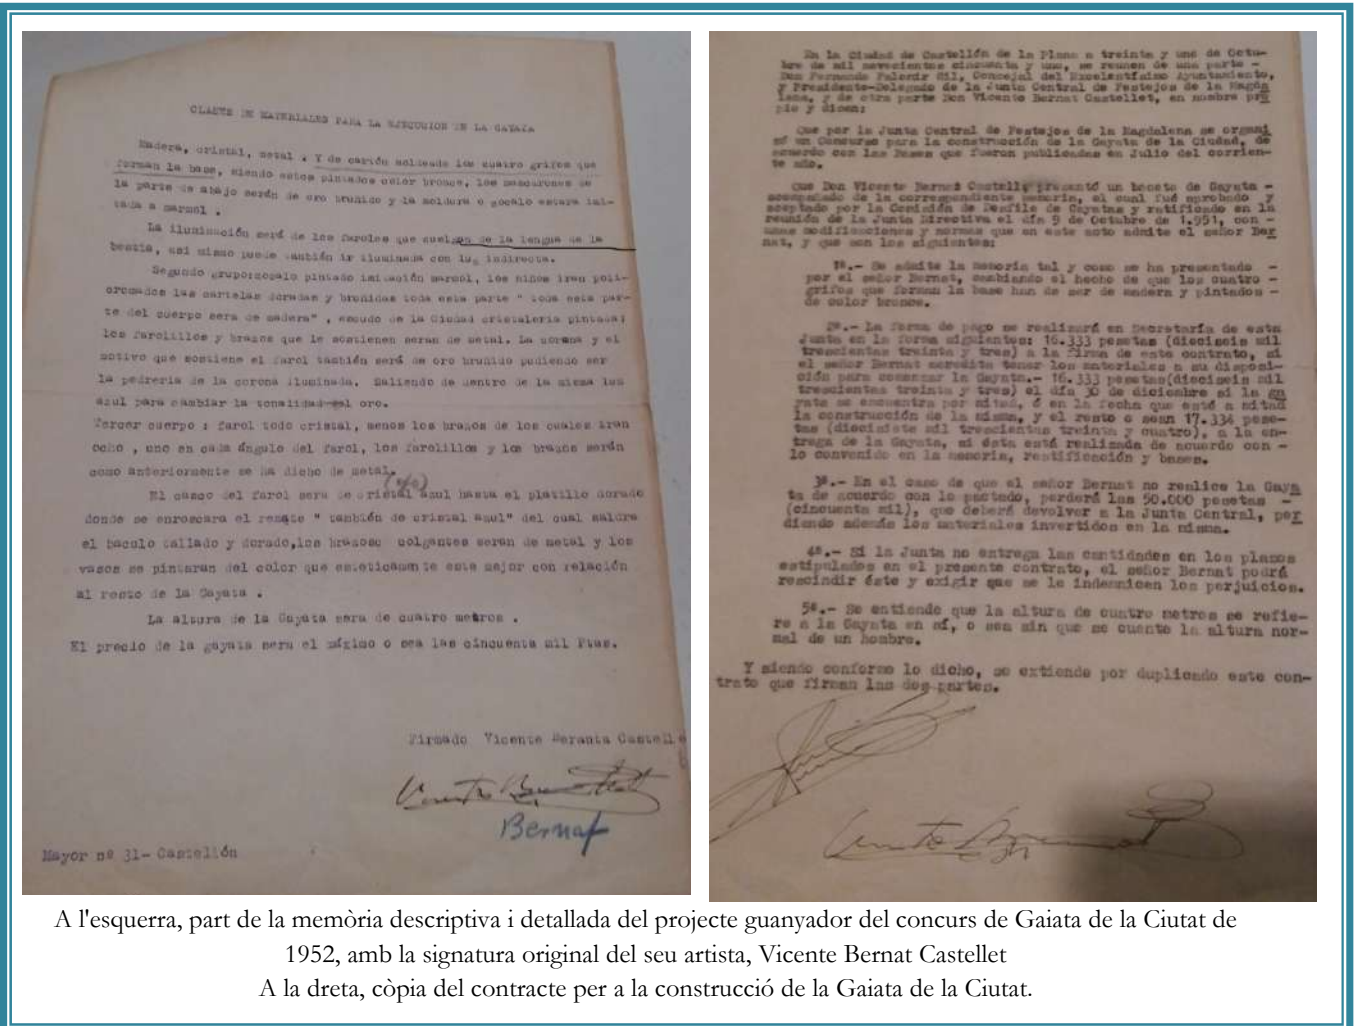 CLASES DE MATERIALES PARA LA EJECUCION DE LA GAYATA
Madera, cristal, metal . Y de cartón moldeado los cuatro grifos que
forman la base, siendo estos pintados color bronce, los mascarones de
la parte de abajo serán de oro bruñido y la moldura o zocalo estara imi-
tada a marmol .
La iluminación será de los faroles que cuelgan de la lengua de la
bestia, asi mismo puede también ir iluminada con luz indirecta.
Segundo grupo:zocalo pintado imitación marmol, los niños iran poli-
cromados las cartelas doradas y bruñidas toda esta parte " toda esta par-
te del cuerpo sera de madera" , escudo de la Ciudad cristaleria pintada;
los farolillos y brazos que le sostienen seran de metal. La corona y el
motivo que sostiene el farol también será de oro bruñido pudiendo ser
la pedreria de la corona iluminada. Saliendo de dentro de la misma luz
azul para cambiar la tonalidad del oro.
Tercer cuerpo : farol todo cristal, menos los brazos de los cuales iran
ocho , uno en cada ángulo del farol, los farolillos y los brazos serán
como anteriormente se ha dicho de metal.
El casco del farol sera de cristal azul hasta el platillo dorado
donde se enroscara el remate " también de cristal azul" del cual saldra
el baculo tallado y dorado,los brazosc colgantes seran de metal y los
vasos se pintaran del color que esteticamente este mejor con relación
al resto de la Gayata .
La altura de la Gayata sera de cuatro metros .
El precio de la gayata sera el máximo o sea las cincuenta mil Ptas.
Firmado Vicente Beranta Castelle
Vicente Bernat
Bernat
Mayor nº 31- Castellón
En la Ciudad de Castellón de la Plana a treinta y uno de Octu-
bre de mil novecientos cincuenta y uno, se reunen de una parte -
Don Fernando Falomir Gil, Concejal del Excelentísimo Ayuntamiento,
y Presidente-Delegado de la Junta Central de Festejos de la Magda
lena, y de otra parte Don Vicente Bernat Castellet, en nombre pro
pio y dicen:
Que por la Junta Central de Festejos de la Magdalena se organi
zó un Concurso para la construcción de la Gayata de la Ciudad, de
acuerdo con las Bases que fueron publicadas en Julio del corrien-
te año.
Que Don Vicente Bernat Castellet presentó un boceto de Gayata -
acompañado de la correspondiente memoria, el cual fué aprobado y
aceptado por la Comisión de Desfile de Gayatas y ratificado en la
reunión de la Junta Directiva el día 9 de Octubre de 1.951, con -
unas modificaciones y normas que en este acto admite el señor Ber
nat, y que son los siguientes:
1ª.- Se admite la memoria tal y como se ha presentado -
por el señor Bernat, cambiando el hecho de que los cuatro -
grifos que forman la base han de ser de madera y pintados -
de color bronce.
2ª.- La forma de pago se realizará en Secretaría de esta
Junta en la forma siguientes: 16.333 pesetas (dieciseis mil
trescientas treinta y tres) a la firma de este contrato, si
el señor Bernat acredita tener los materiales a su disposi-
ción para comenzar la Gayata.- 16.333 pesetas(dieciseis mil
trescientas treinta y tres) el día 30 de diciembre si la ga
yata se encuentra por mitad, ó en la fecha que esté a mitad
la construcción de la misma, y el resto o sean 17.334 pese-
tas (diecisiete mil trescientas treinta y cuatro), a la en-
trega de la Gayata, si ésta está realizada de acuerdo con -
lo convenido en la memoria, rectificación y bases.
3ª.- En el caso de que el señor Bernat no realice la Gaya
ta de acuerdo con lo pactado, perderá las 50.000 pesetas -
(cincuenta mil), que deberá devolver a la Junta Central, per
diendo además los materiales invertidos en la misma.
4ª.- Si la Junta no entrega las cantidades en los plazos
estipulados en el presente contrato, el señor Bernat podrá
rescindir éste y exigir que se le indemnicen los perjuicios.
5ª.- Se entiende que la altura de cuatro metros se refie-
re a la Gayata en sí, o sea sin que se cuente la altura nor-
mal de un hombre.
Y siendo conforme lo dicho, se extiende por duplicado este con-
trato que firman las dos partes.
Vicente Bernat
A l'esquerra, part de la memòria descriptiva i detallada del projecte guanyador del concurs de Gaiata de la Ciutat de
1952, amb la signatura original del seu artista, Vicente Bernat Castellet
A la dreta, còpia del contracte per a la construcció de la Gaiata de la Ciutat.